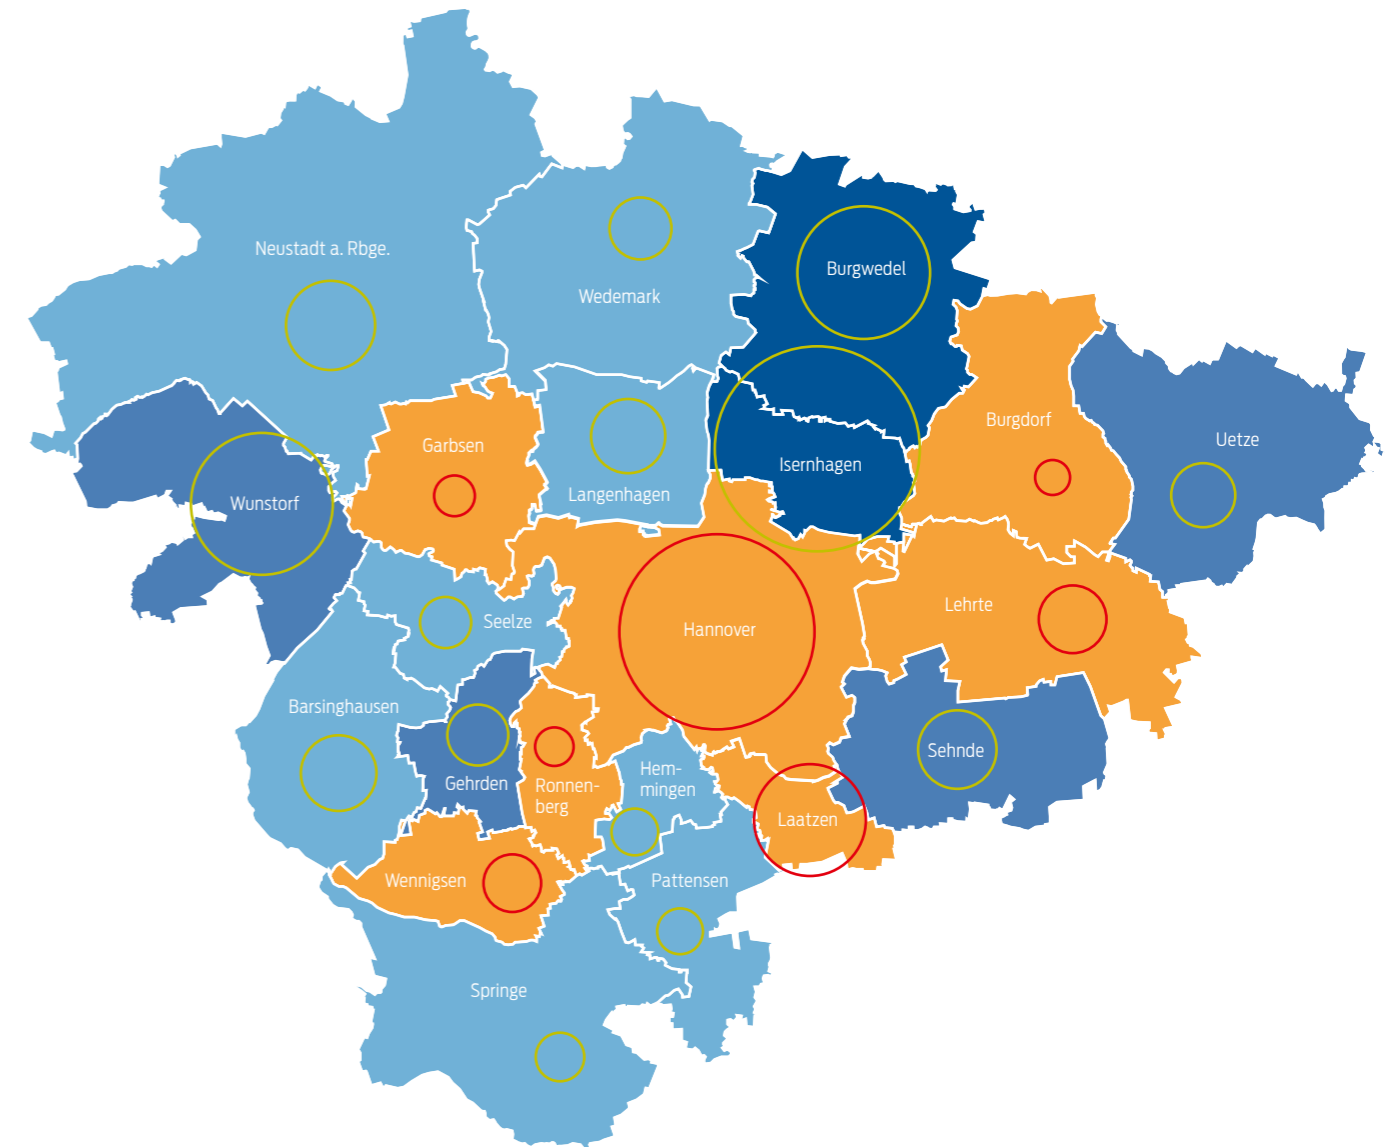 Neustadt a. Rbge.
Wedemark
Burgwedel
Burgdorf
Uetze
Garbsen
Isernhagen
Langenhagen
Wunstorf
Lehrte
Seelze
Hannover
Barsinghausen
Sehnde
Hem-
mingen
Gehrden
Ronnen-
berg
Laatzen
Wennigsen
Pattensen
Springe